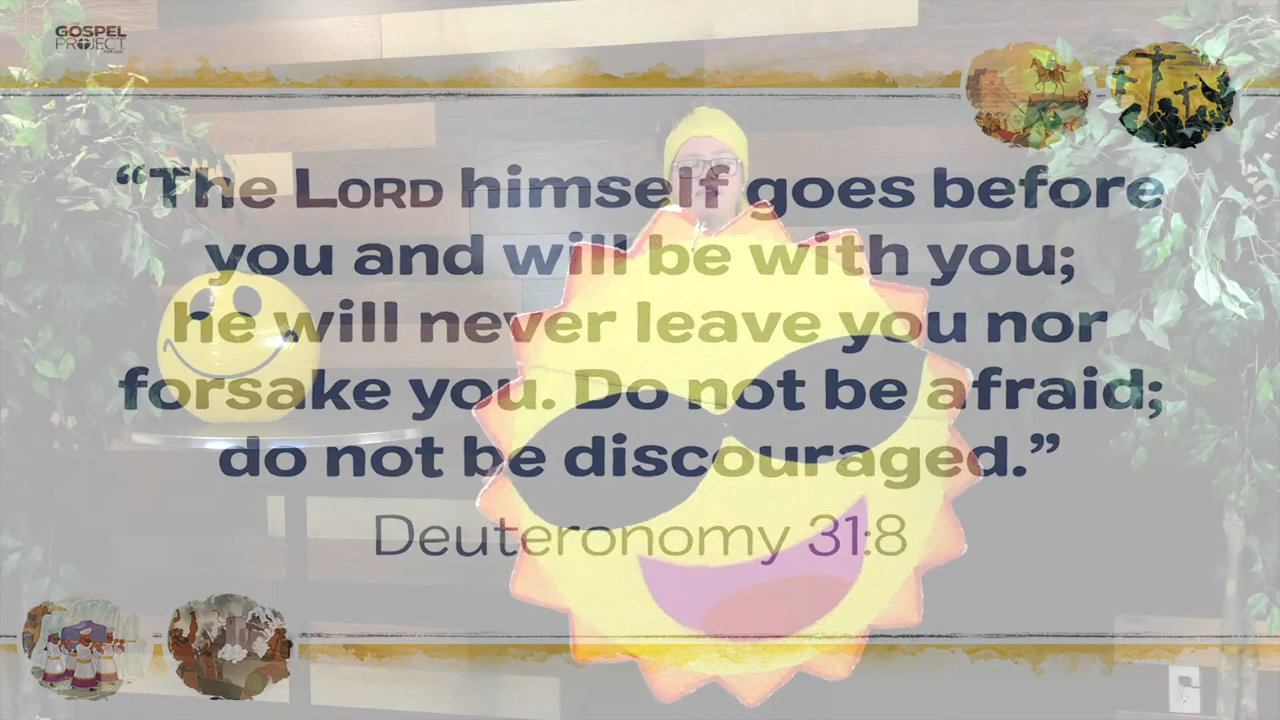 GOSPEL
PROJECT
“The LORD himself goes before
you and will be with you;
he will never leave you nor
forsake you. Do not be afraid;
do not be discouraged.”
Deuteronomy 31:8